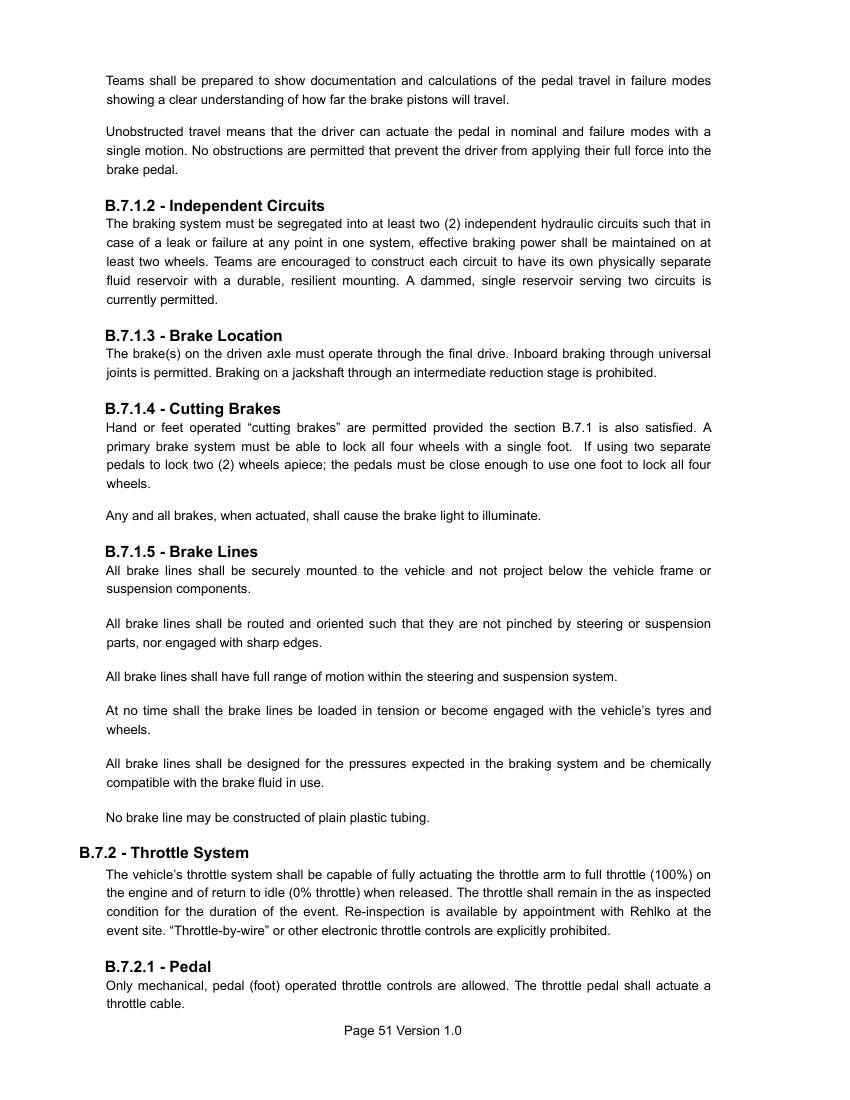 Teams shall be prepared to show documentation and calculations of the pedal travel in failure modes
showing a clear understanding of how far the brake pistons will travel.
Unobstructed travel means that the driver can actuate the pedal in nominal and failure modes with a
single motion. No obstructions are permitted that prevent the driver from applying their full force into the
brake pedal.
B.7.1.2 - Independent Circuits
The braking system must be segregated into at least two (2) independent hydraulic circuits such that in
case of a leak or failure at any point in one system, effective braking power shall be maintained on at
least two wheels. Teams are encouraged to construct each circuit to have its own physically separate
fluid reservoir with a durable, resilient mounting. A dammed, single reservoir serving two circuits is
currently permitted.
B.7.1.3 - Brake Location
The brake(s) on the driven axle must operate through the final drive. Inboard braking through universal
joints is permitted. Braking on a jackshaft through an intermediate reduction stage is prohibited.
B.7.1.4 - Cutting Brakes
Hand or feet operated “cutting brakes” are permitted provided the section B.7.1 is also satisfied. A
primary brake system must be able to lock all four wheels with a single foot.  If using two separate
pedals to lock two (2) wheels apiece; the pedals must be close enough to use one foot to lock all four
wheels.
Any and all brakes, when actuated, shall cause the brake light to illuminate.
B.7.1.5 - Brake Lines
All brake lines shall be securely mounted to the vehicle and not project below the vehicle frame or
suspension components.
All brake lines shall be routed and oriented such that they are not pinched by steering or suspension
parts, nor engaged with sharp edges.
All brake lines shall have full range of motion within the steering and suspension system.
At no time shall the brake lines be loaded in tension or become engaged with the vehicle’s tyres and
wheels.
All brake lines shall be designed for the pressures expected in the braking system and be chemically
compatible with the brake fluid in use.
No brake line may be constructed of plain plastic tubing.
B.7.2 - Throttle System
The vehicle’s throttle system shall be capable of fully actuating the throttle arm to full throttle (100%) on
the engine and of return to idle (0% throttle) when released. The throttle shall remain in the as inspected
condition for the duration of the event. Re-inspection is available by appointment with Rehlko at the
event site. “Throttle-by-wire” or other electronic throttle controls are explicitly prohibited.
B.7.2.1 - Pedal
Only mechanical, pedal (foot) operated throttle controls are allowed. The throttle pedal shall actuate a
throttle cable.
Page 51 Version 1.0